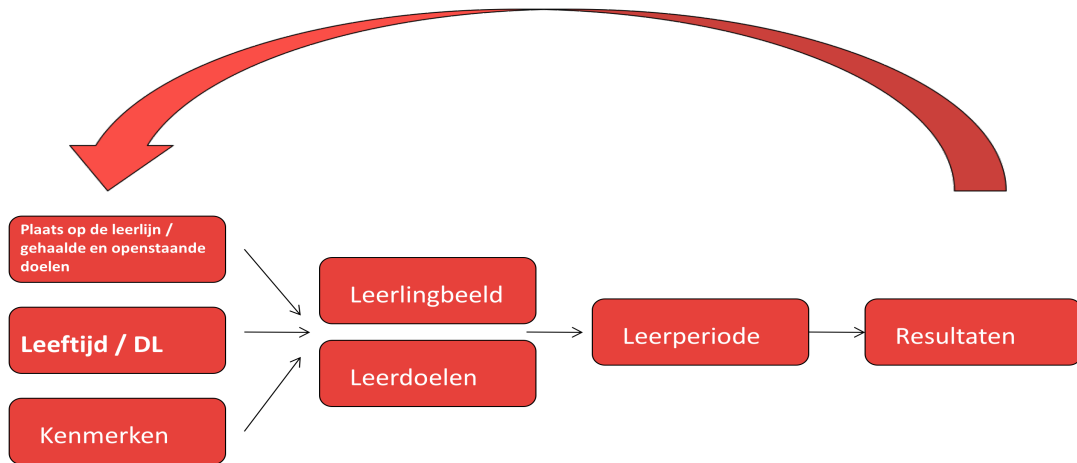 Plaats op de leerlijn /
gehaalde en openstaande
doelen
Leeftijd / DL
Kenmerken
Leerlingbeeld
Leerdoelen
Leerperiode
Resultaten